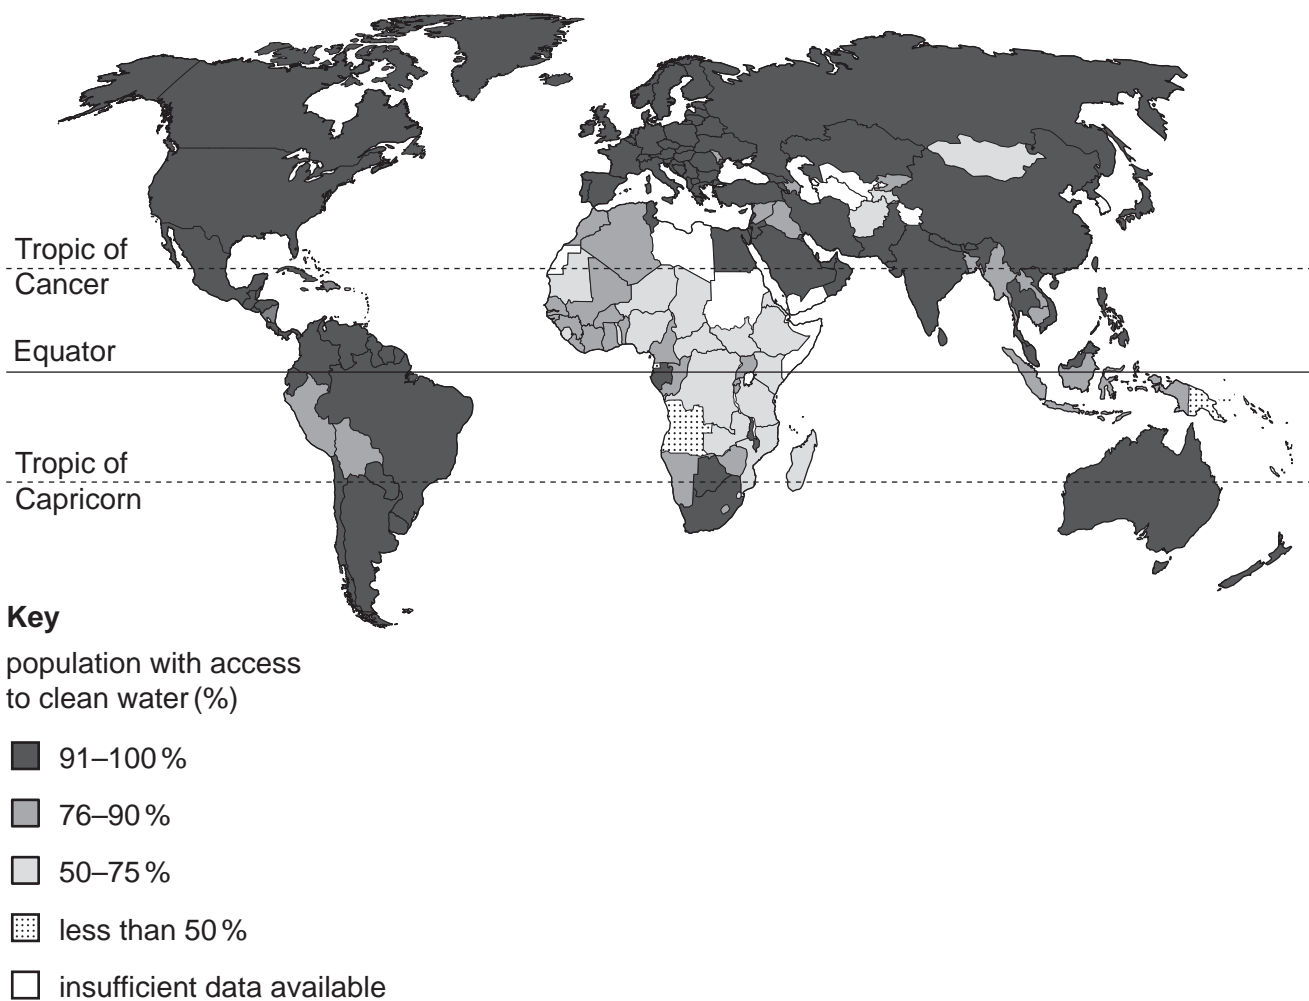 Tropic of
Cancer
Equator
Tropic of
Capricorn
Key
population with access
to clean water (%)
91–100 %
76–90 %
50–75 %
less than 50 %
insufficient data available